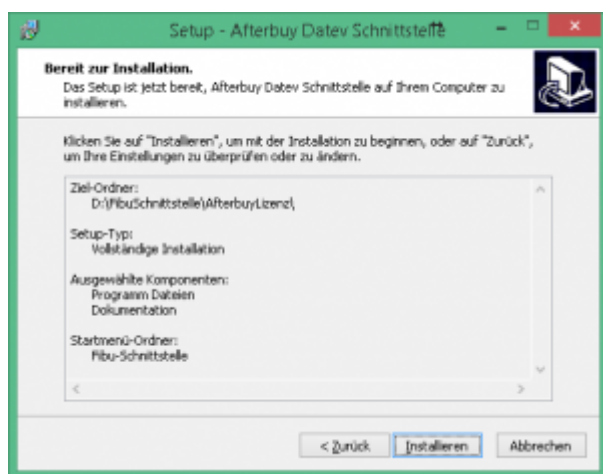 Setup - Afterbuy Datev Schnittstelle
Bereit zur Installation.
Das Setup ist jetzt bereit, Afterbuy Datev Schnittstelle auf Ihrem Computer zu
installieren.
Klicken Sie auf "Installieren", um mit der Installation zu beginnen, oder auf "Zurück",
um Ihre Einstellungen zu überprüfen oder zu ändern.
Ziel-Ordner:
D:\FibuSchnittstelle\AfterbuyLizenz\
Setup-Typ:
Vollständige Installation
Ausgewählte Komponenten:
Programm Dateien
Dokumentation
Startmenü-Ordner:
Fibu-Schnittstelle
< Zurück Installieren Abbrechen